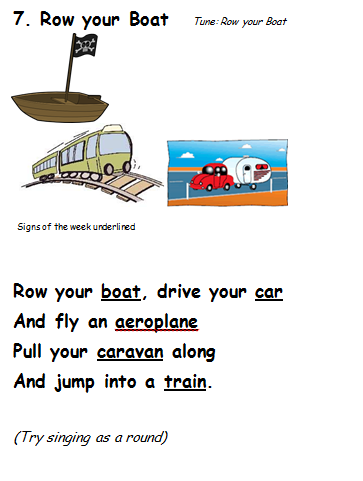 7. Row your Boat Tune: Row your Boat
Signs of the week underlined
Row your boat, drive your car
And fly an aeroplane
Pull your caravan along
And jump into a train.
(Try singing as a round)